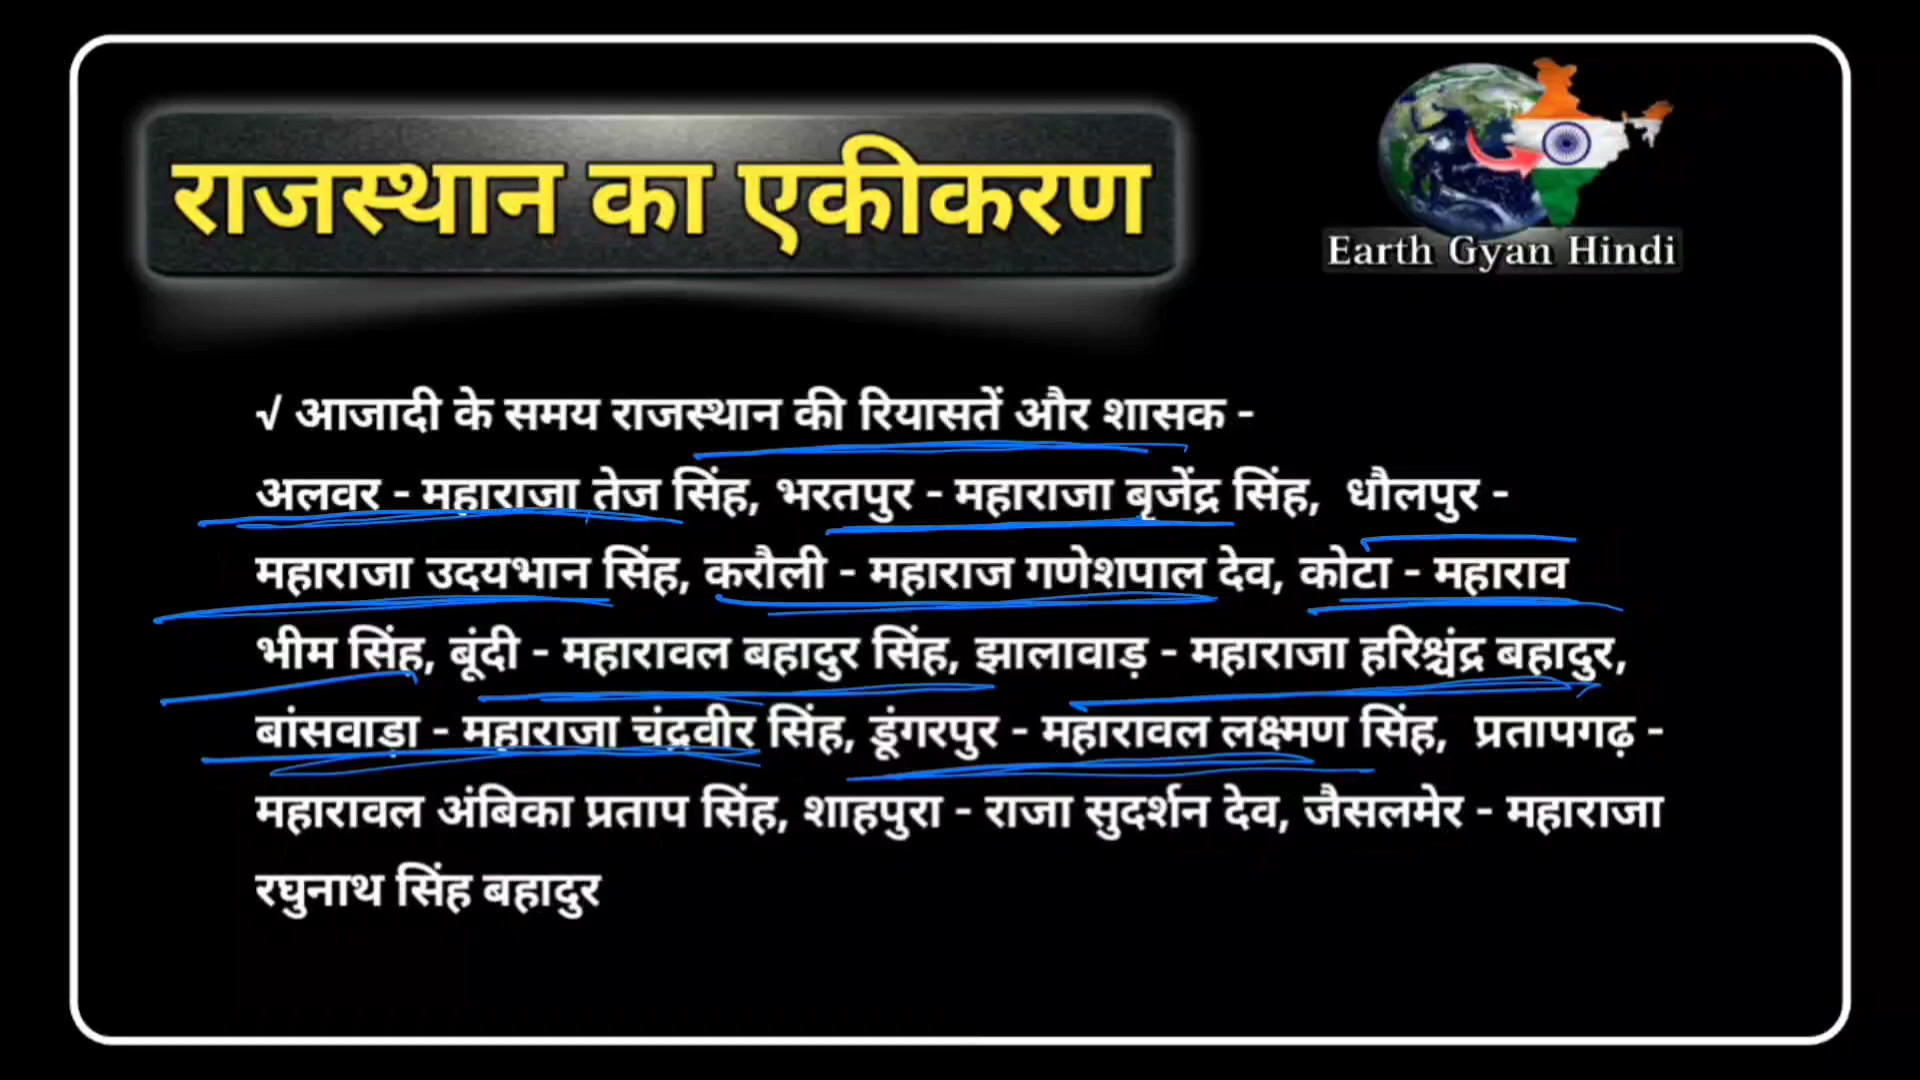 राजस्थान का एकीकरण
Earth Gyan Hindi
√ आजादी के समय राजस्थान की रियासतें और शासक -
अलवर - महाराजा तेज सिंह, भरतपुर - महाराजा बृजेंद्र सिंह, धौलपुर -
महाराजा उदयभान सिंह, करौली - महाराज गणेशपाल देव, कोटा - महाराव
भीम सिंह, बूंदी - महारावल बहादुर सिंह, झालावाड़ - महाराजा हरिश्चंद्र बहादुर,
बांसवाड़ा - महाराजा चंद्रवीर सिंह, डूंगरपुर - महारावल लक्ष्मण सिंह, प्रतापगढ़ -
महारावल अंबिका प्रताप सिंह, शाहपुरा - राजा सुदर्शन देव, जैसलमेर - महाराजा
रघुनाथ सिंह बहादुर